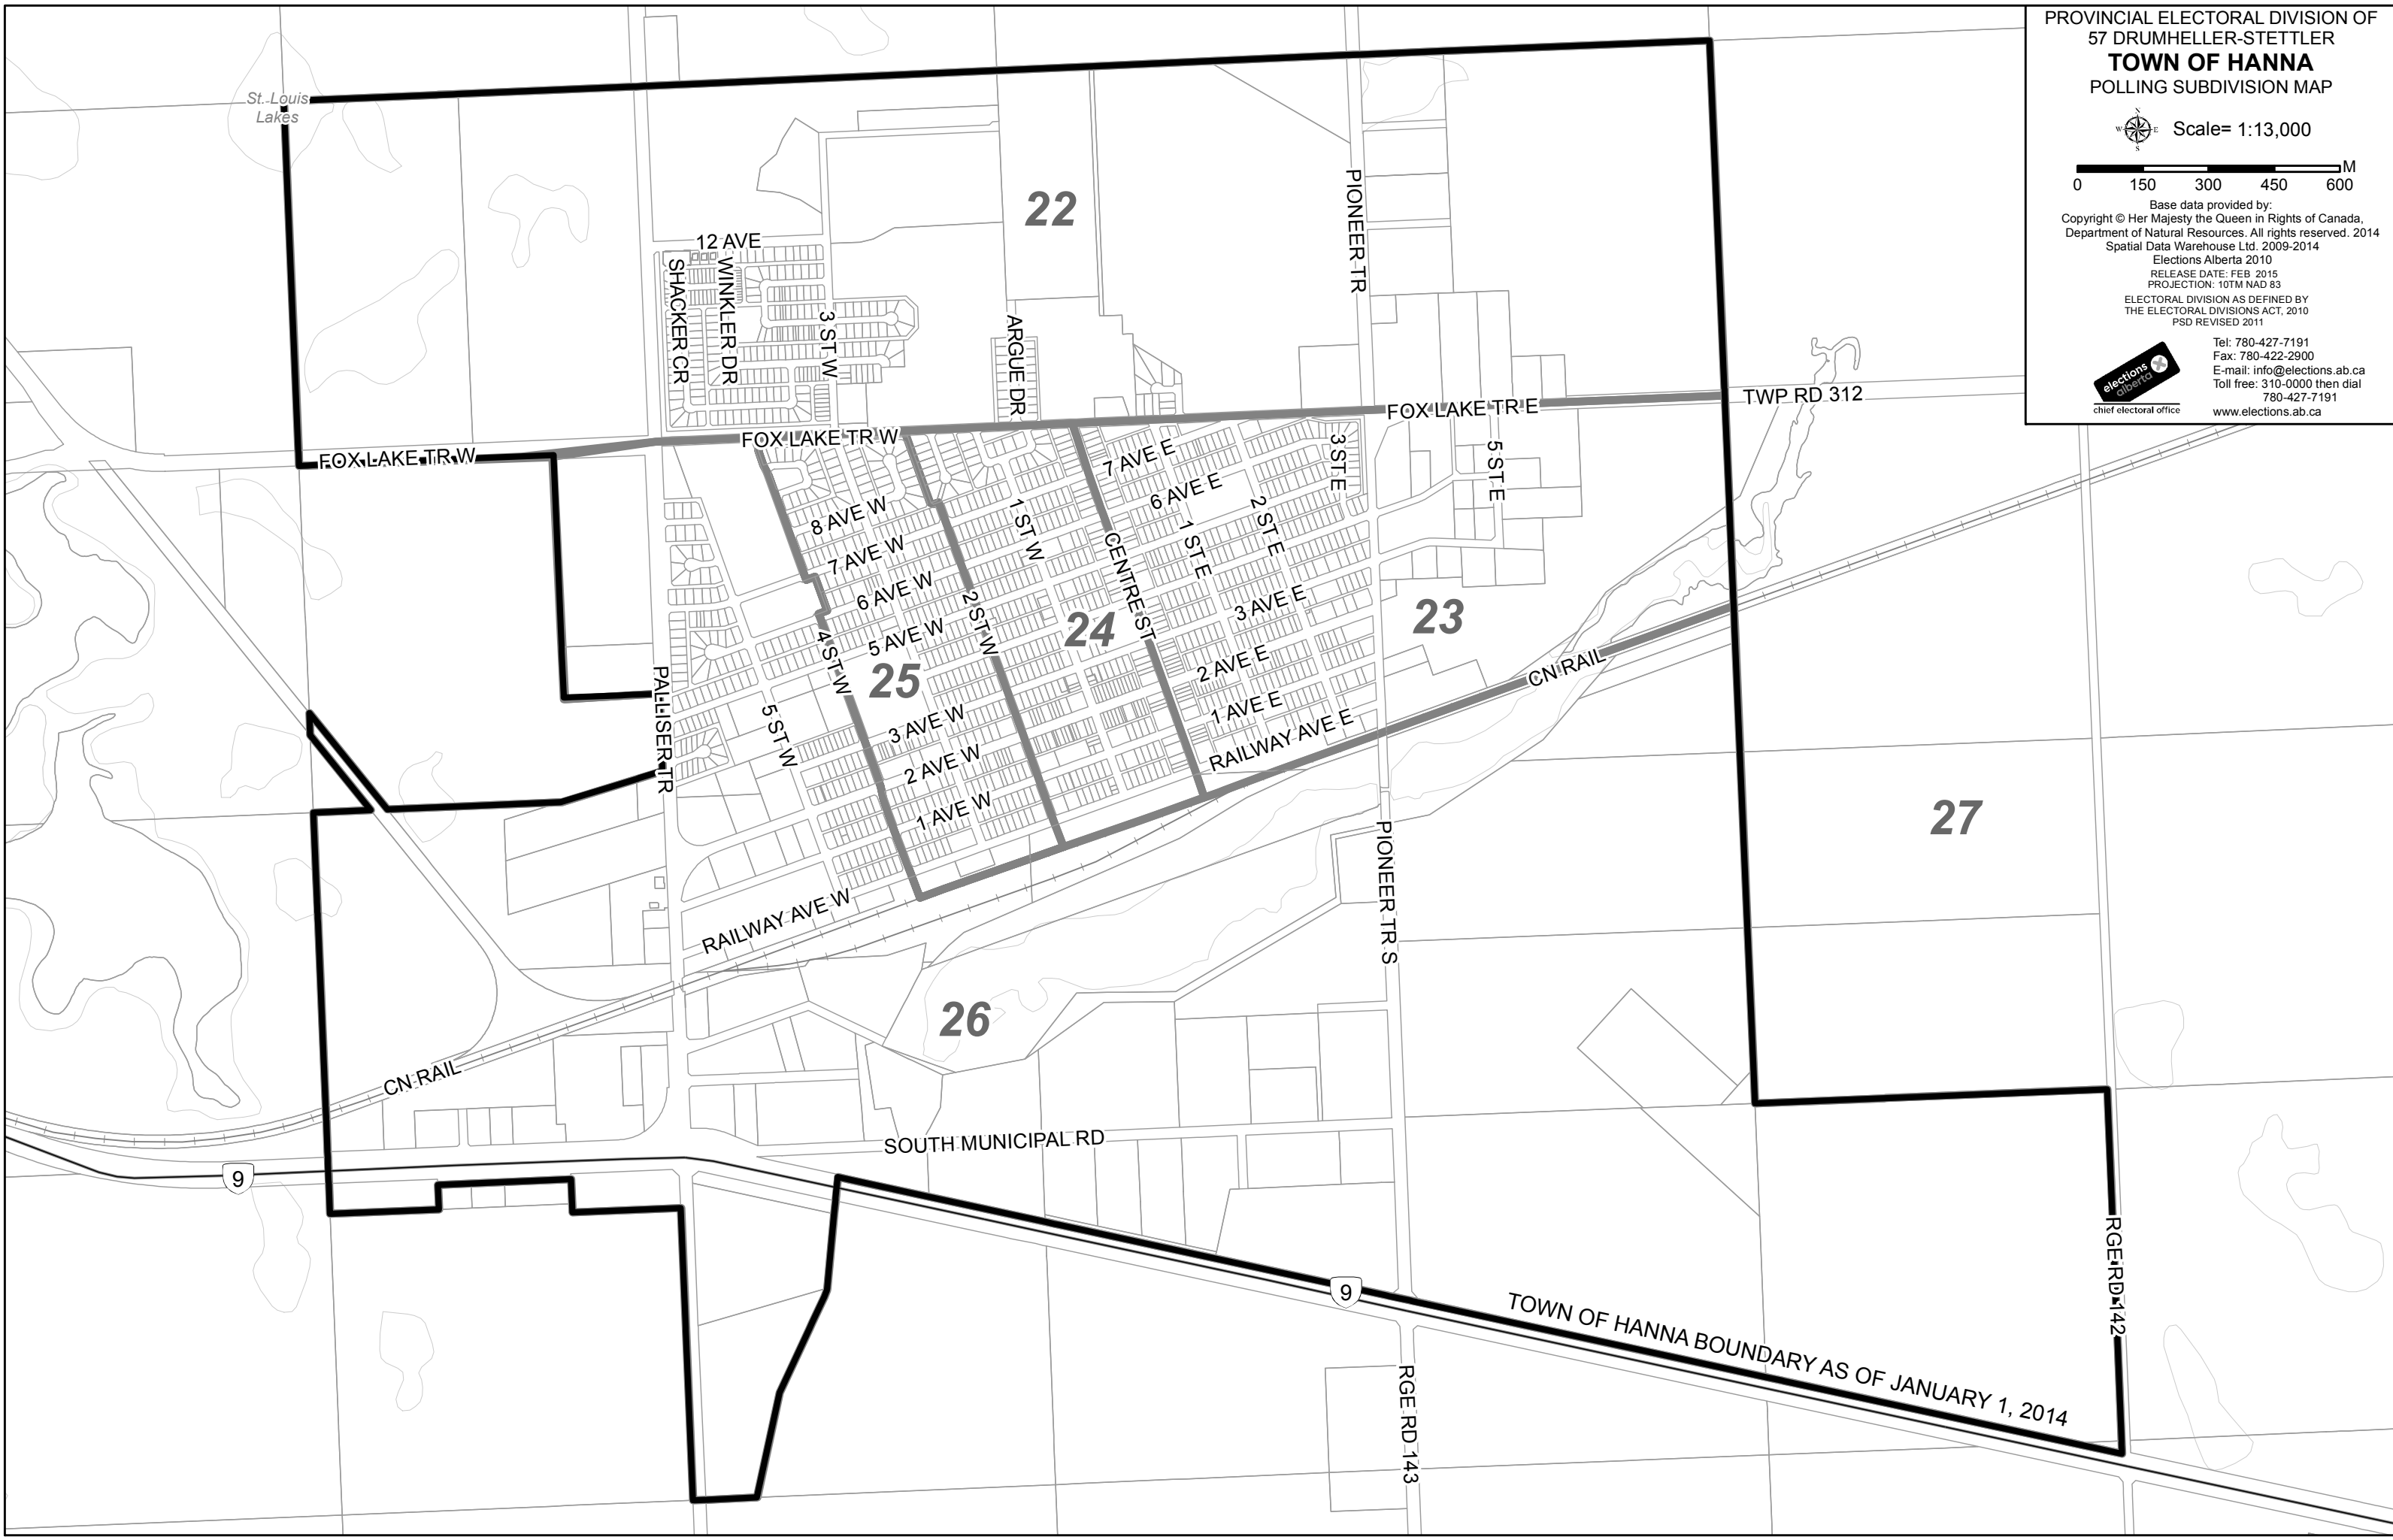 PROVINCIAL ELECTORAL DIVISION OF
57 DRUMHELLER-STETTLER
TOWN OF HANNA
POLLING SUBDIVISION MAP
N
W
E
S
Scale= 1:13,000
M
0 150 300 450 600
Base data provided by:
Copyright © Her Majesty the Queen in Rights of Canada,
Department of Natural Resources. All rights reserved. 2014
Spatial Data Warehouse Ltd. 2009-2014
Elections Alberta 2010
RELEASE DATE: FEB 2015
PROJECTION: 10TM NAD 83
ELECTORAL DIVISION AS DEFINED BY
THE ELECTORAL DIVISIONS ACT, 2010
PSD REVISED 2011
elections
alberta
chief electoral office
Tel: 780-427-7191
Fax: 780-422-2900
E-mail: info@elections.ab.ca
Toll free: 310-0000 then dial
780-427-7191
www.elections.ab.ca
St. Louis
Lakes
22
PIONEER TR
12 AVE
SHACKER CR
WINKLER DR
3 ST W
ARGUE DR
TWP RD 312
FOX LAKE TR E
FOX LAKE TR W
FOX LAKE TR W
7 AVE E
3 ST E
5 ST E
6 AVE E
8 AVE W
1 ST W
2 ST E
7 AVE W
CENTRE ST
1 ST E
6 AVE W
3 AVE E
2 ST W
24
23
5 AVE W
4 ST W
25
2 AVE E
CN RAIL
PALLISER TR
5 ST W
3 AVE W
1 AVE E
RAILWAY AVE E
2 AVE W
1 AVE W
27
PIONEER TR S
RAILWAY AVE W
26
CN RAIL
SOUTH MUNICIPAL RD
9
RGE RD 142
9
TOWN OF HANNA BOUNDARY AS OF JANUARY 1, 2014
RGE RD 143